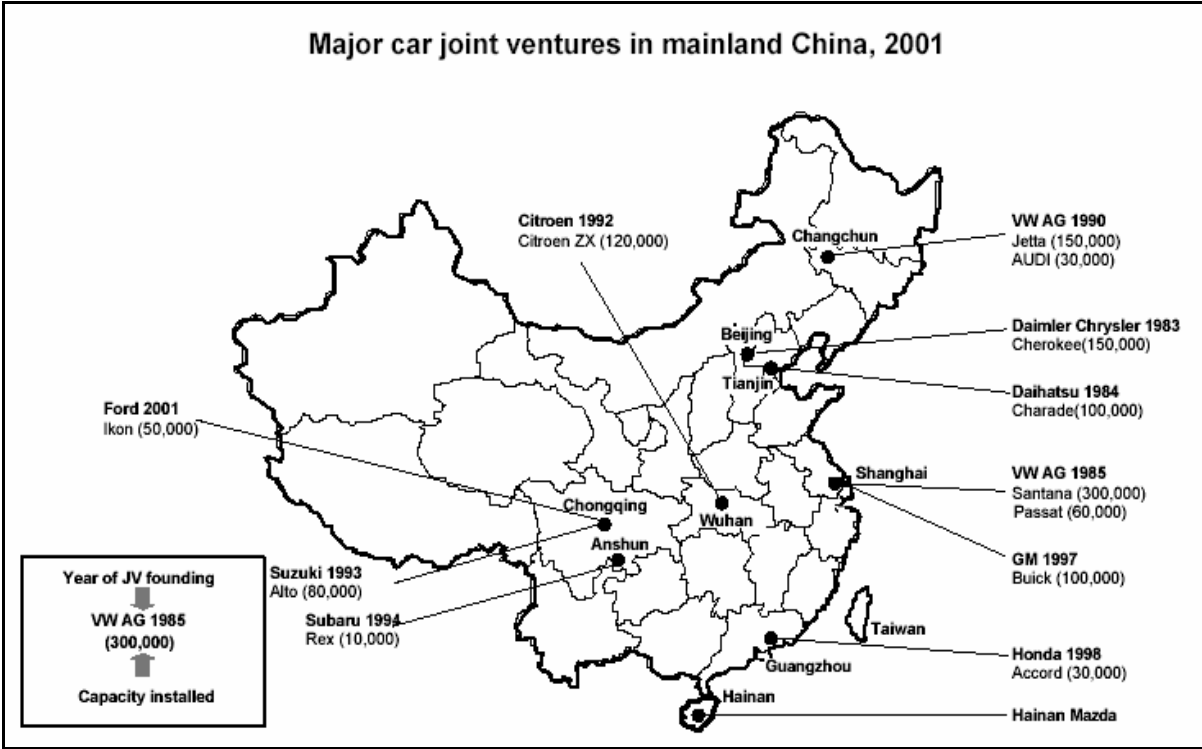 Major car joint ventures in mainland China, 2001
Citroen 1992
Citroen ZX (120,000)
Changchun
VW AG 1990
Jetta (150,000)
AUDI (30,000)
Beijing
Daimler Chrysler 1983
Cherokee(150,000)
Tianjin
Daihatsu 1984
Charade(100,000)
Ford 2001
Ikon (50,000)
Shanghai
VW AG 1985
Santana (300,000)
Passat (60,000)
Chongqing
Wuhan
Anshun
GM 1997
Buick (100,000)
Suzuki 1993
Alto (80,000)
Subaru 1994
Rex (10,000)
Taiwan
Guangzhou
Honda 1998
Accord (30,000)
Hainan
Hainan Mazda
Year of JV founding
VW AG 1985
(300,000)
Capacity installed